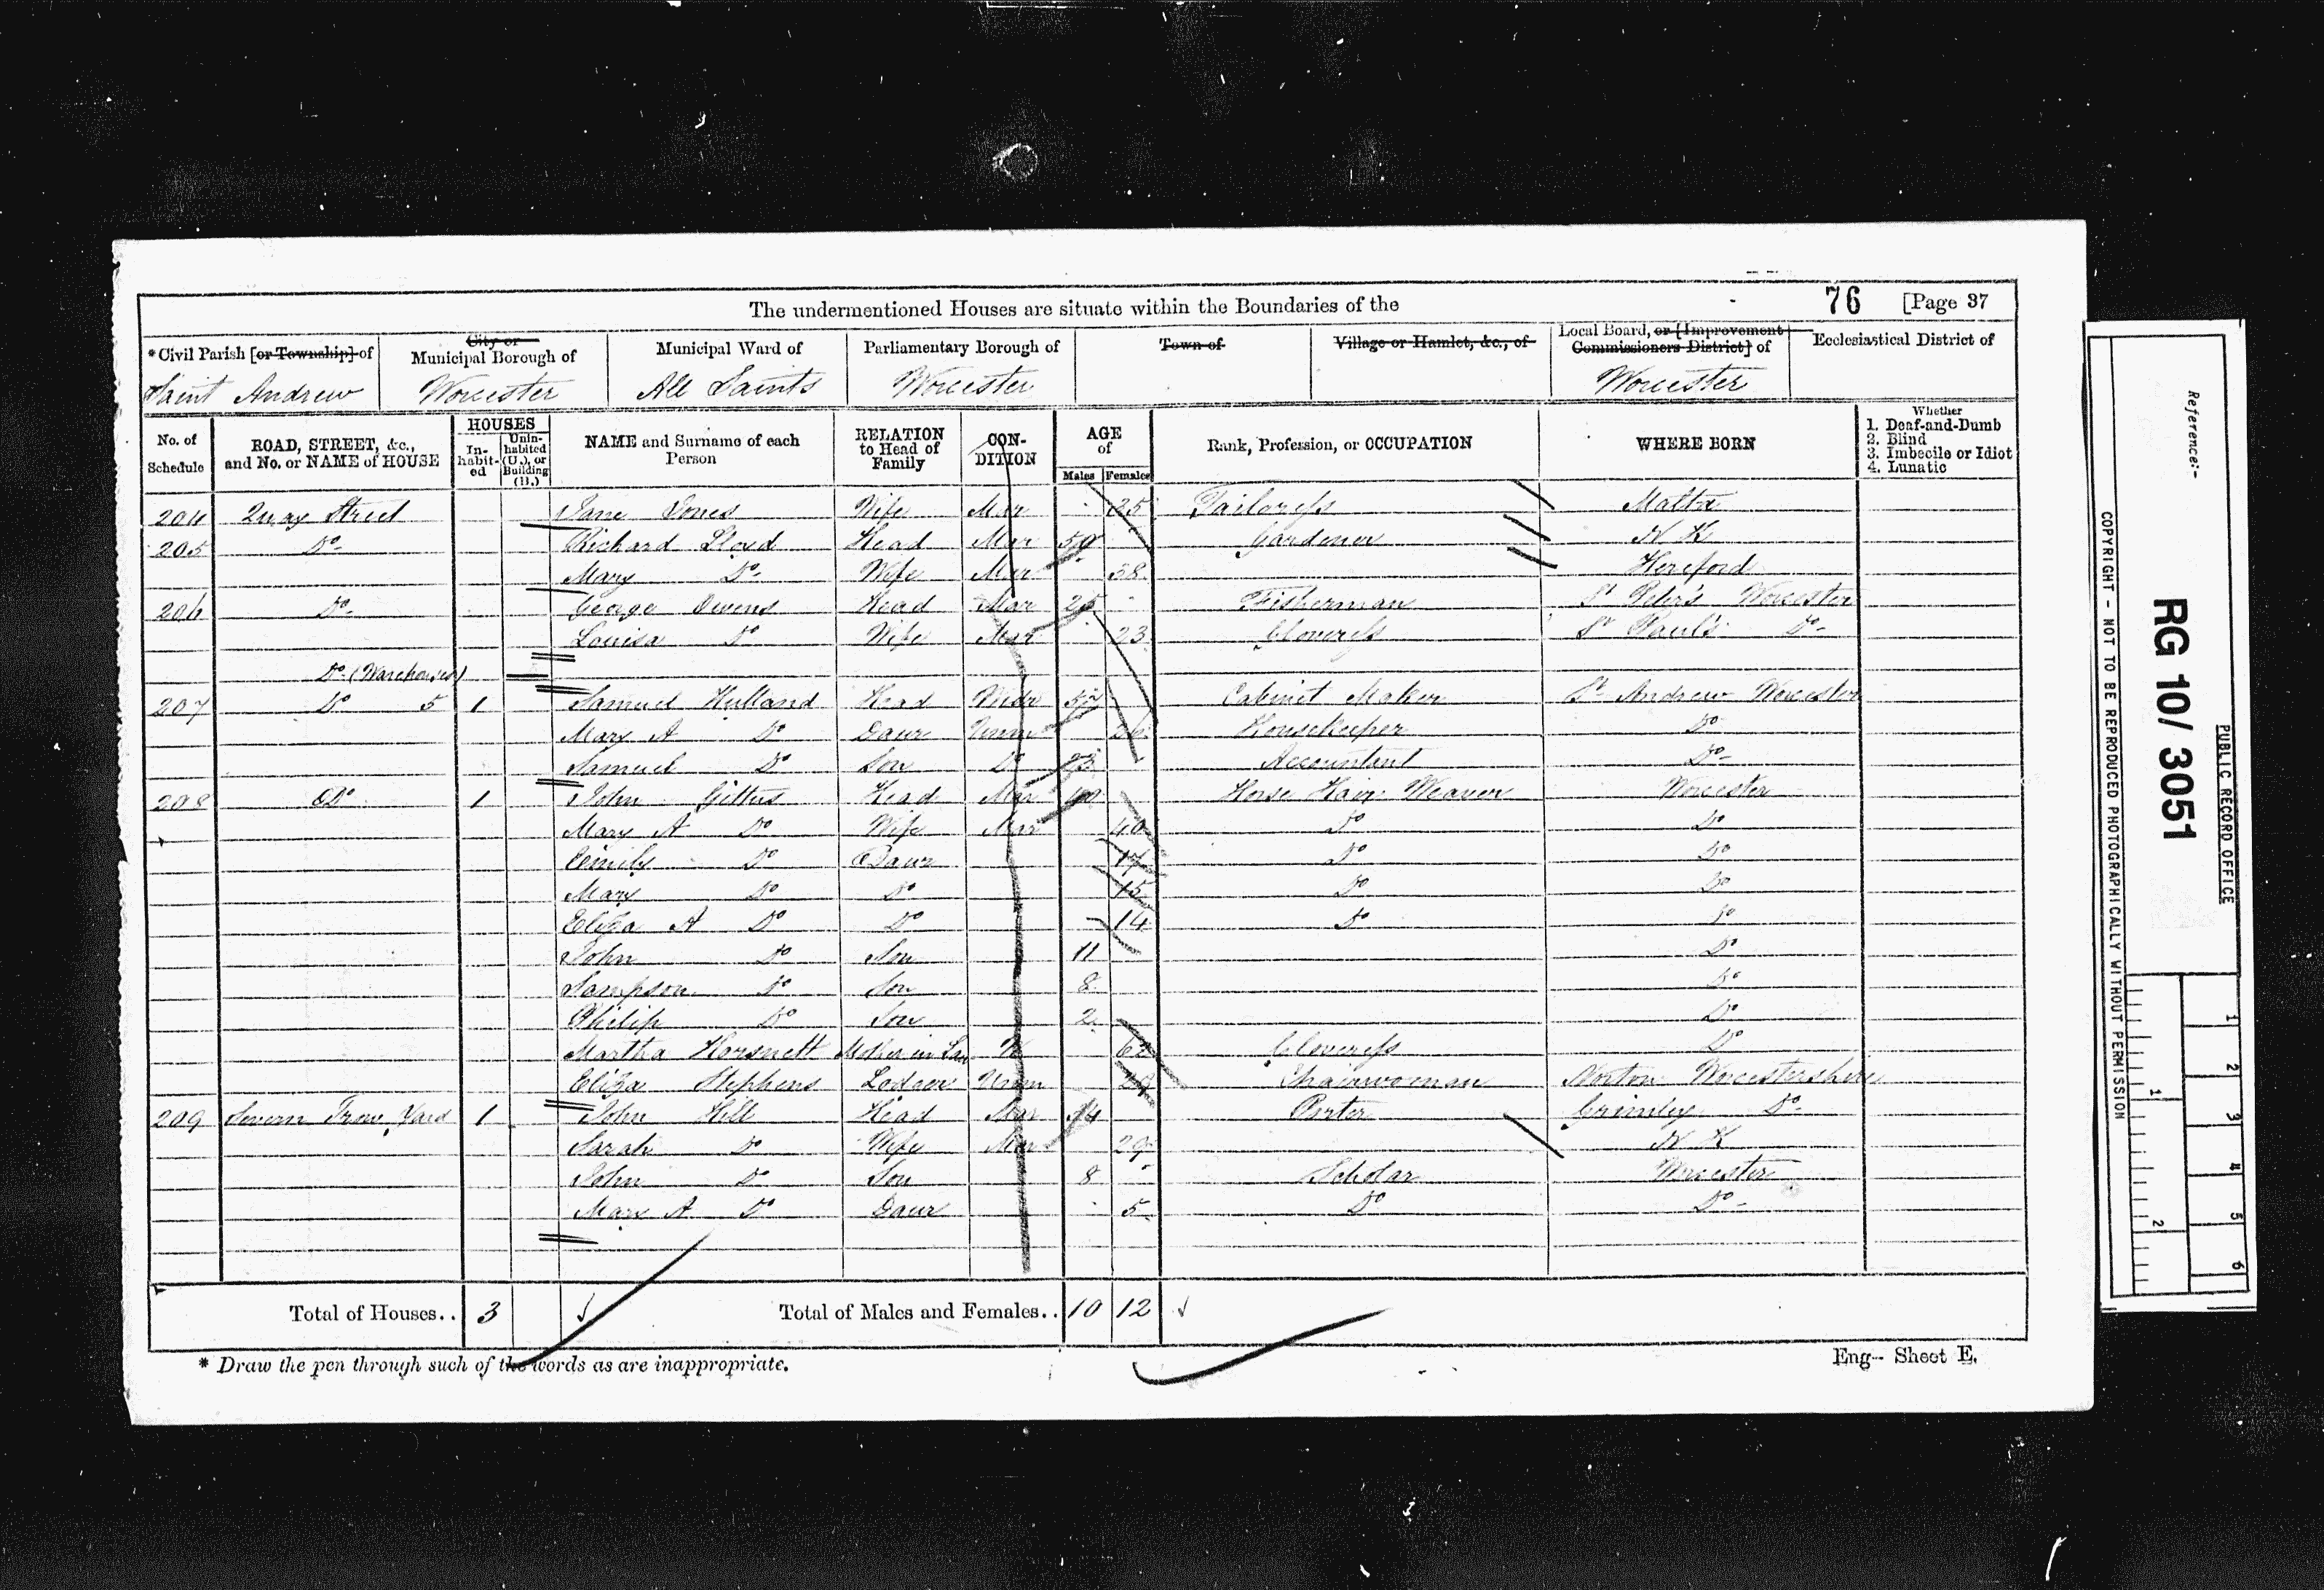 The undermentioned Houses are situate within the Boundaries of the 76 [Page 37
*Civil Parish [or Township] of City or Municipal Borough of Municipal Ward of Parliamentary Borough of Town of Village or Hamlet, &c., of Local Board, or [Improvement Commissioners District] of Ecclesiastical District of
Saint Andrew Worcester All Saints Worcester Worcester
No. of Schedule ROAD, STREET, &c., and No. or NAME of HOUSE HOUSES In-habit-ed Unin-habited (U.), or Building (B.) NAME and Surname of each Person RELATION to Head of Family CON-DITION AGE of Males Females Rank, Profession, or OCCUPATION WHERE BORN Whether 1. Deaf-and-Dumb 2. Blind 3. Imbecile or Idiot 4. Lunatic
204 Quay Street Jane Jones Wife Mar 35 Tailoress Malta
205 Do Richard Lloyd Head Mar 59 Gardener N K
Mary Do Wife Mar 58 Hereford
206 Do George Owens Head Mar 25 Fisherman St Peter's Worcester
Louisa Do Wife Mar 23 Gloveress St Paul's Do
Do (Warehouses)
207 Do 5 1 Samuel Hulland Head Widr Cabinet Maker St Andrew Worcester
Mary A Do Daur Unm 26 Housekeeper Do
Samuel Do Son Do 23 Accountant Do
208 Do 1 John Gittus Head Mar 40 Horse Hair Weaver Worcester
Mary A Do Wife Mar 40 Do Do
Emily Do Daur 17 Do Do
Mary Do Do 15 Do Do
Eliza A Do Do 14 Do Do
John Do Son 11 Do
Sampson Do Son 8 Do
Philip Do Son 2 Do
Martha Horsnett Mother in Law W Gloveress Do
Eliza Stephens Lodger Unm Chairwoman Norton Worcestershire
209 Severn Trow Yard 1 John Hill Head Mar 34 Porter Grimley Do
Sarah Do Wife Mar 29 N K
John Do Son 8 Scholar Worcester
Mary A Do Daur 5 Do Do
Total of Houses.. 3 Total of Males and Females.. 10 12
* Draw the pen through such of the words as are inappropriate.
Eng-- Sheet E.
Reference:-
RG 10/ 3051
PUBLIC RECORD OFFICE
COPYRIGHT - NOT TO BE REPRODUCED PHOTOGRAPHICALLY WITHOUT PERMISSION
1 2 3 4 5 6
1 2